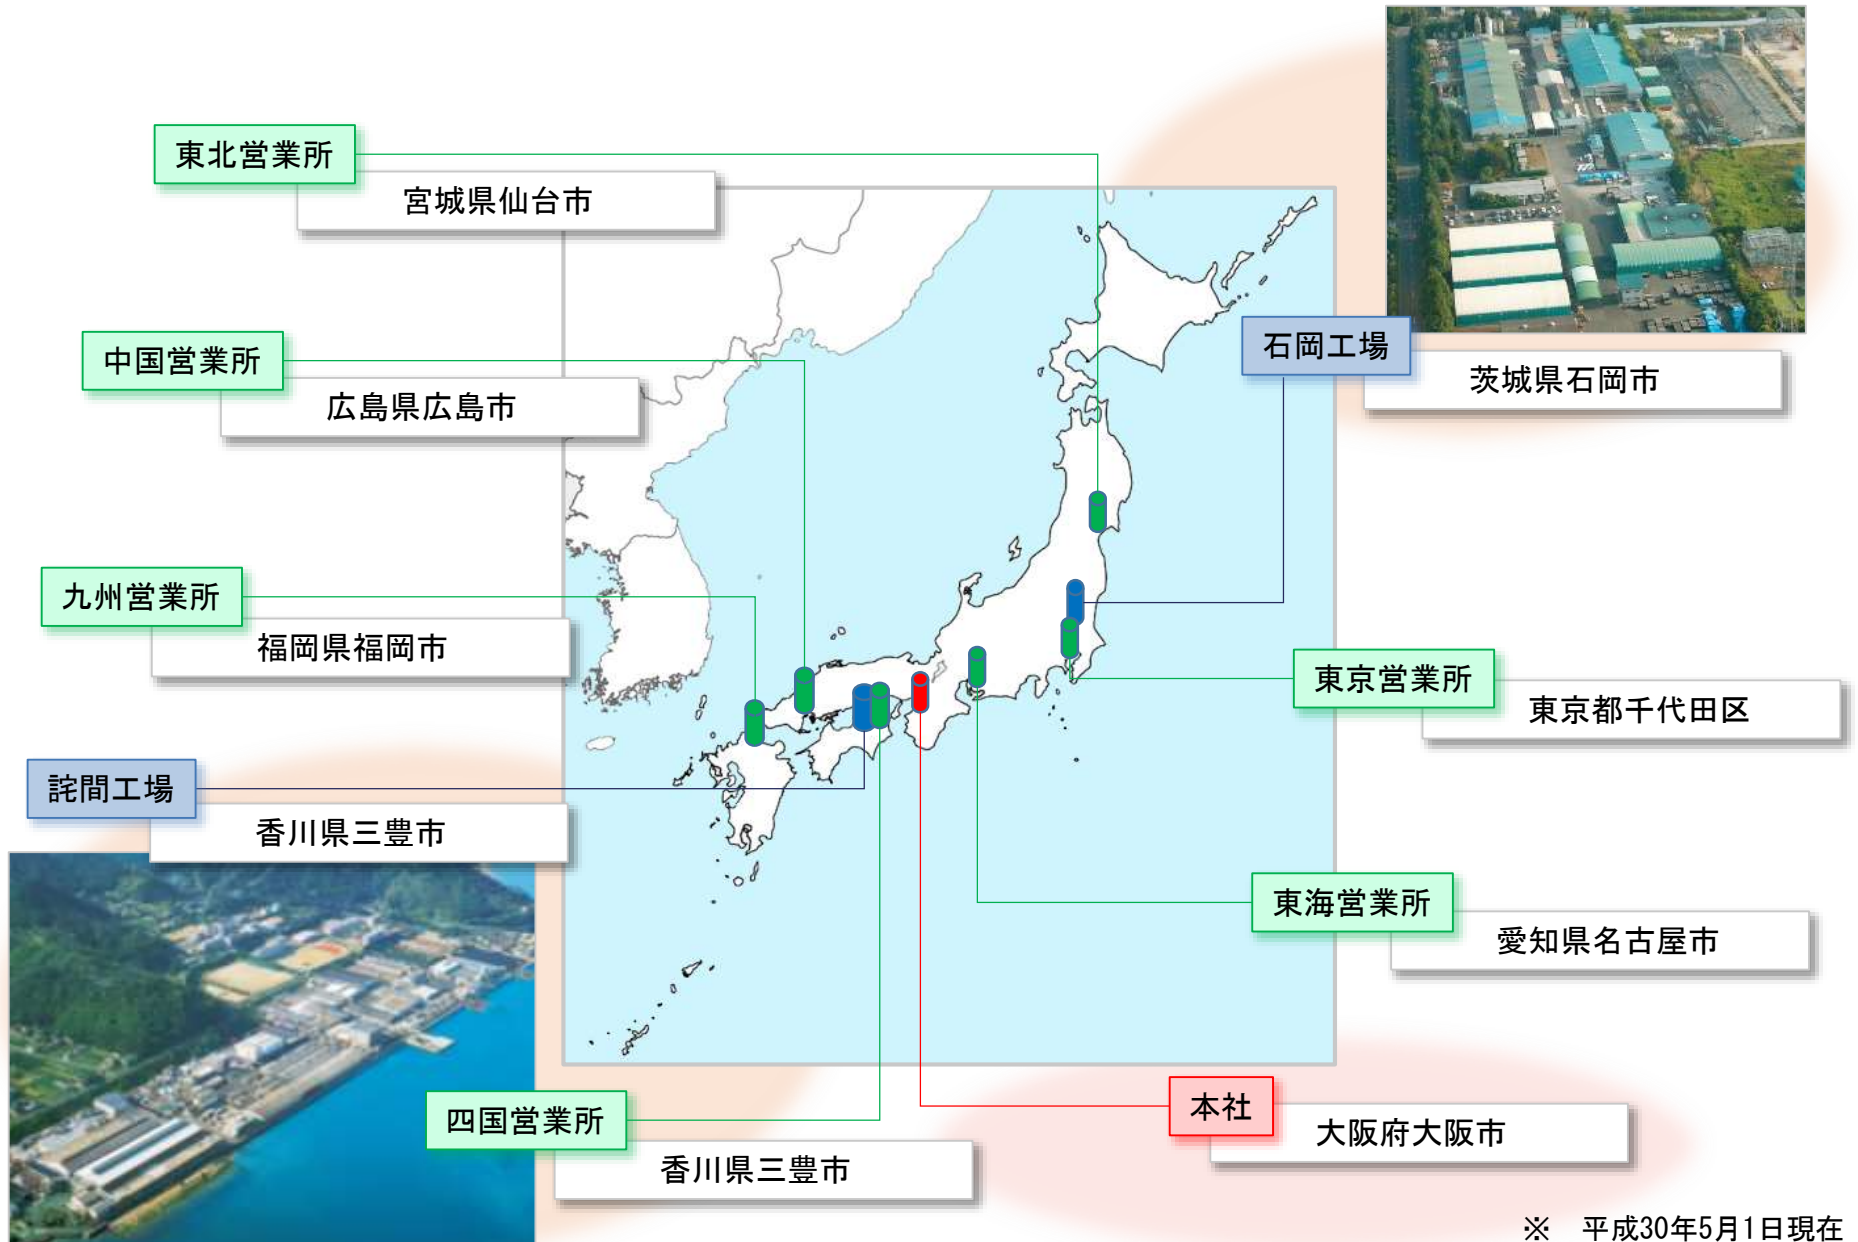 東北営業所
宮城県仙台市
中国営業所
広島県広島市
石岡工場
茨城県石岡市
九州営業所
福岡県福岡市
東京営業所
東京都千代田区
詫間工場
香川県三豊市
東海営業所
愛知県名古屋市
四国営業所
香川県三豊市
本社
大阪府大阪市
※　平成30年5月1日現在